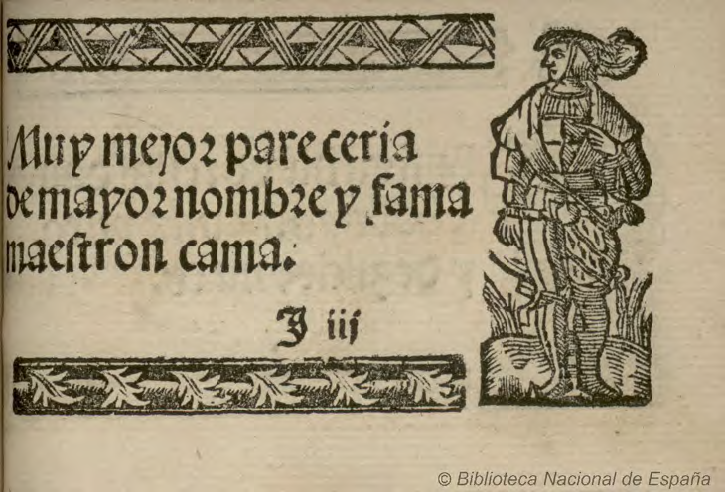 Muy mejor pareceria
de mayor nombre y fama
maestron cama.
J iij
© Biblioteca Nacional de España